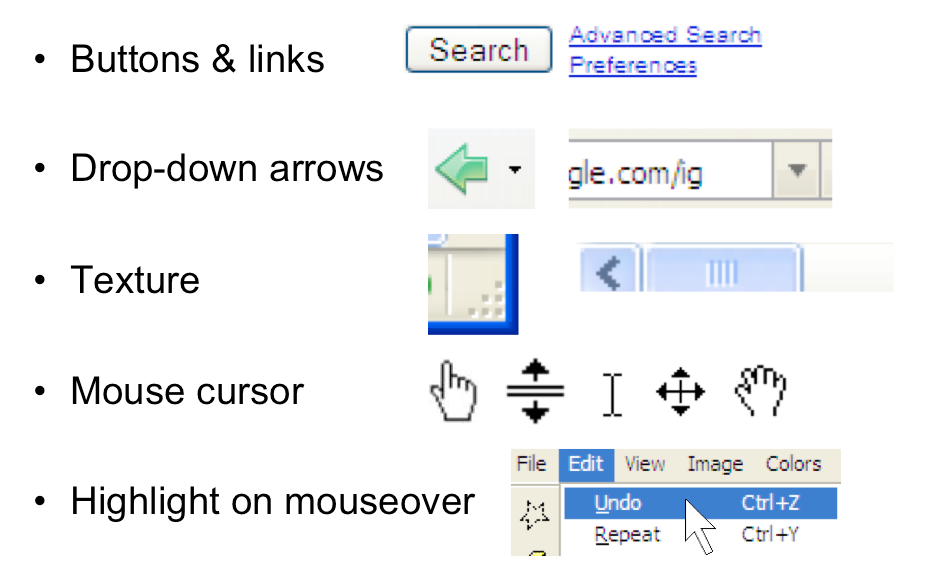 • Buttons & links
Search
Advanced Search
Preferences
• Drop-down arrows
gle.com/ig
• Texture
• Mouse cursor
• Highlight on mouseover
File Edit View Image Colors
Undo Ctrl+Z
Repeat Ctrl+Y